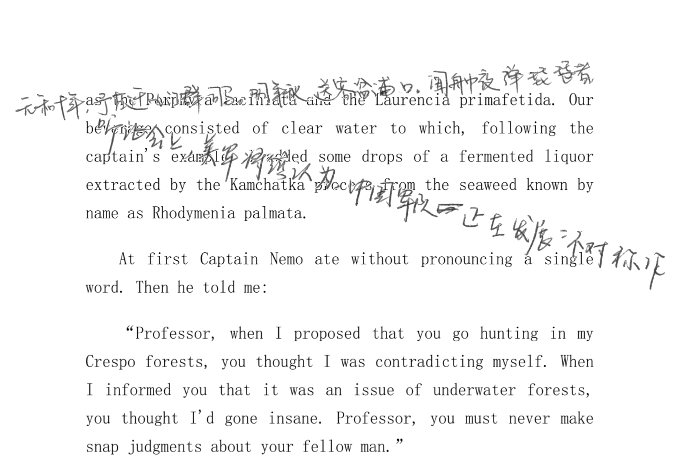 元和十年,予左迁九江郡司马.明年秋,送客湓浦口.闻舟中夜弹琵琶者
as the Porphyra laciniata and the Laurencia primafetida. Our
beverage consisted of clear water to which, following the
听证会上,美军将领认为,中国军队正在发展“不对称作
captain's example, I added some drops of a fermented liquor
extracted by the Kamchatka process from the seaweed known by
name as Rhodymenia palmata.
At first Captain Nemo ate without pronouncing a single
word. Then he told me:
“Professor, when I proposed that you go hunting in my
Crespo forests, you thought I was contradicting myself. When
I informed you that it was an issue of underwater forests,
you thought I'd gone insane. Professor, you must never make
snap judgments about your fellow man.”